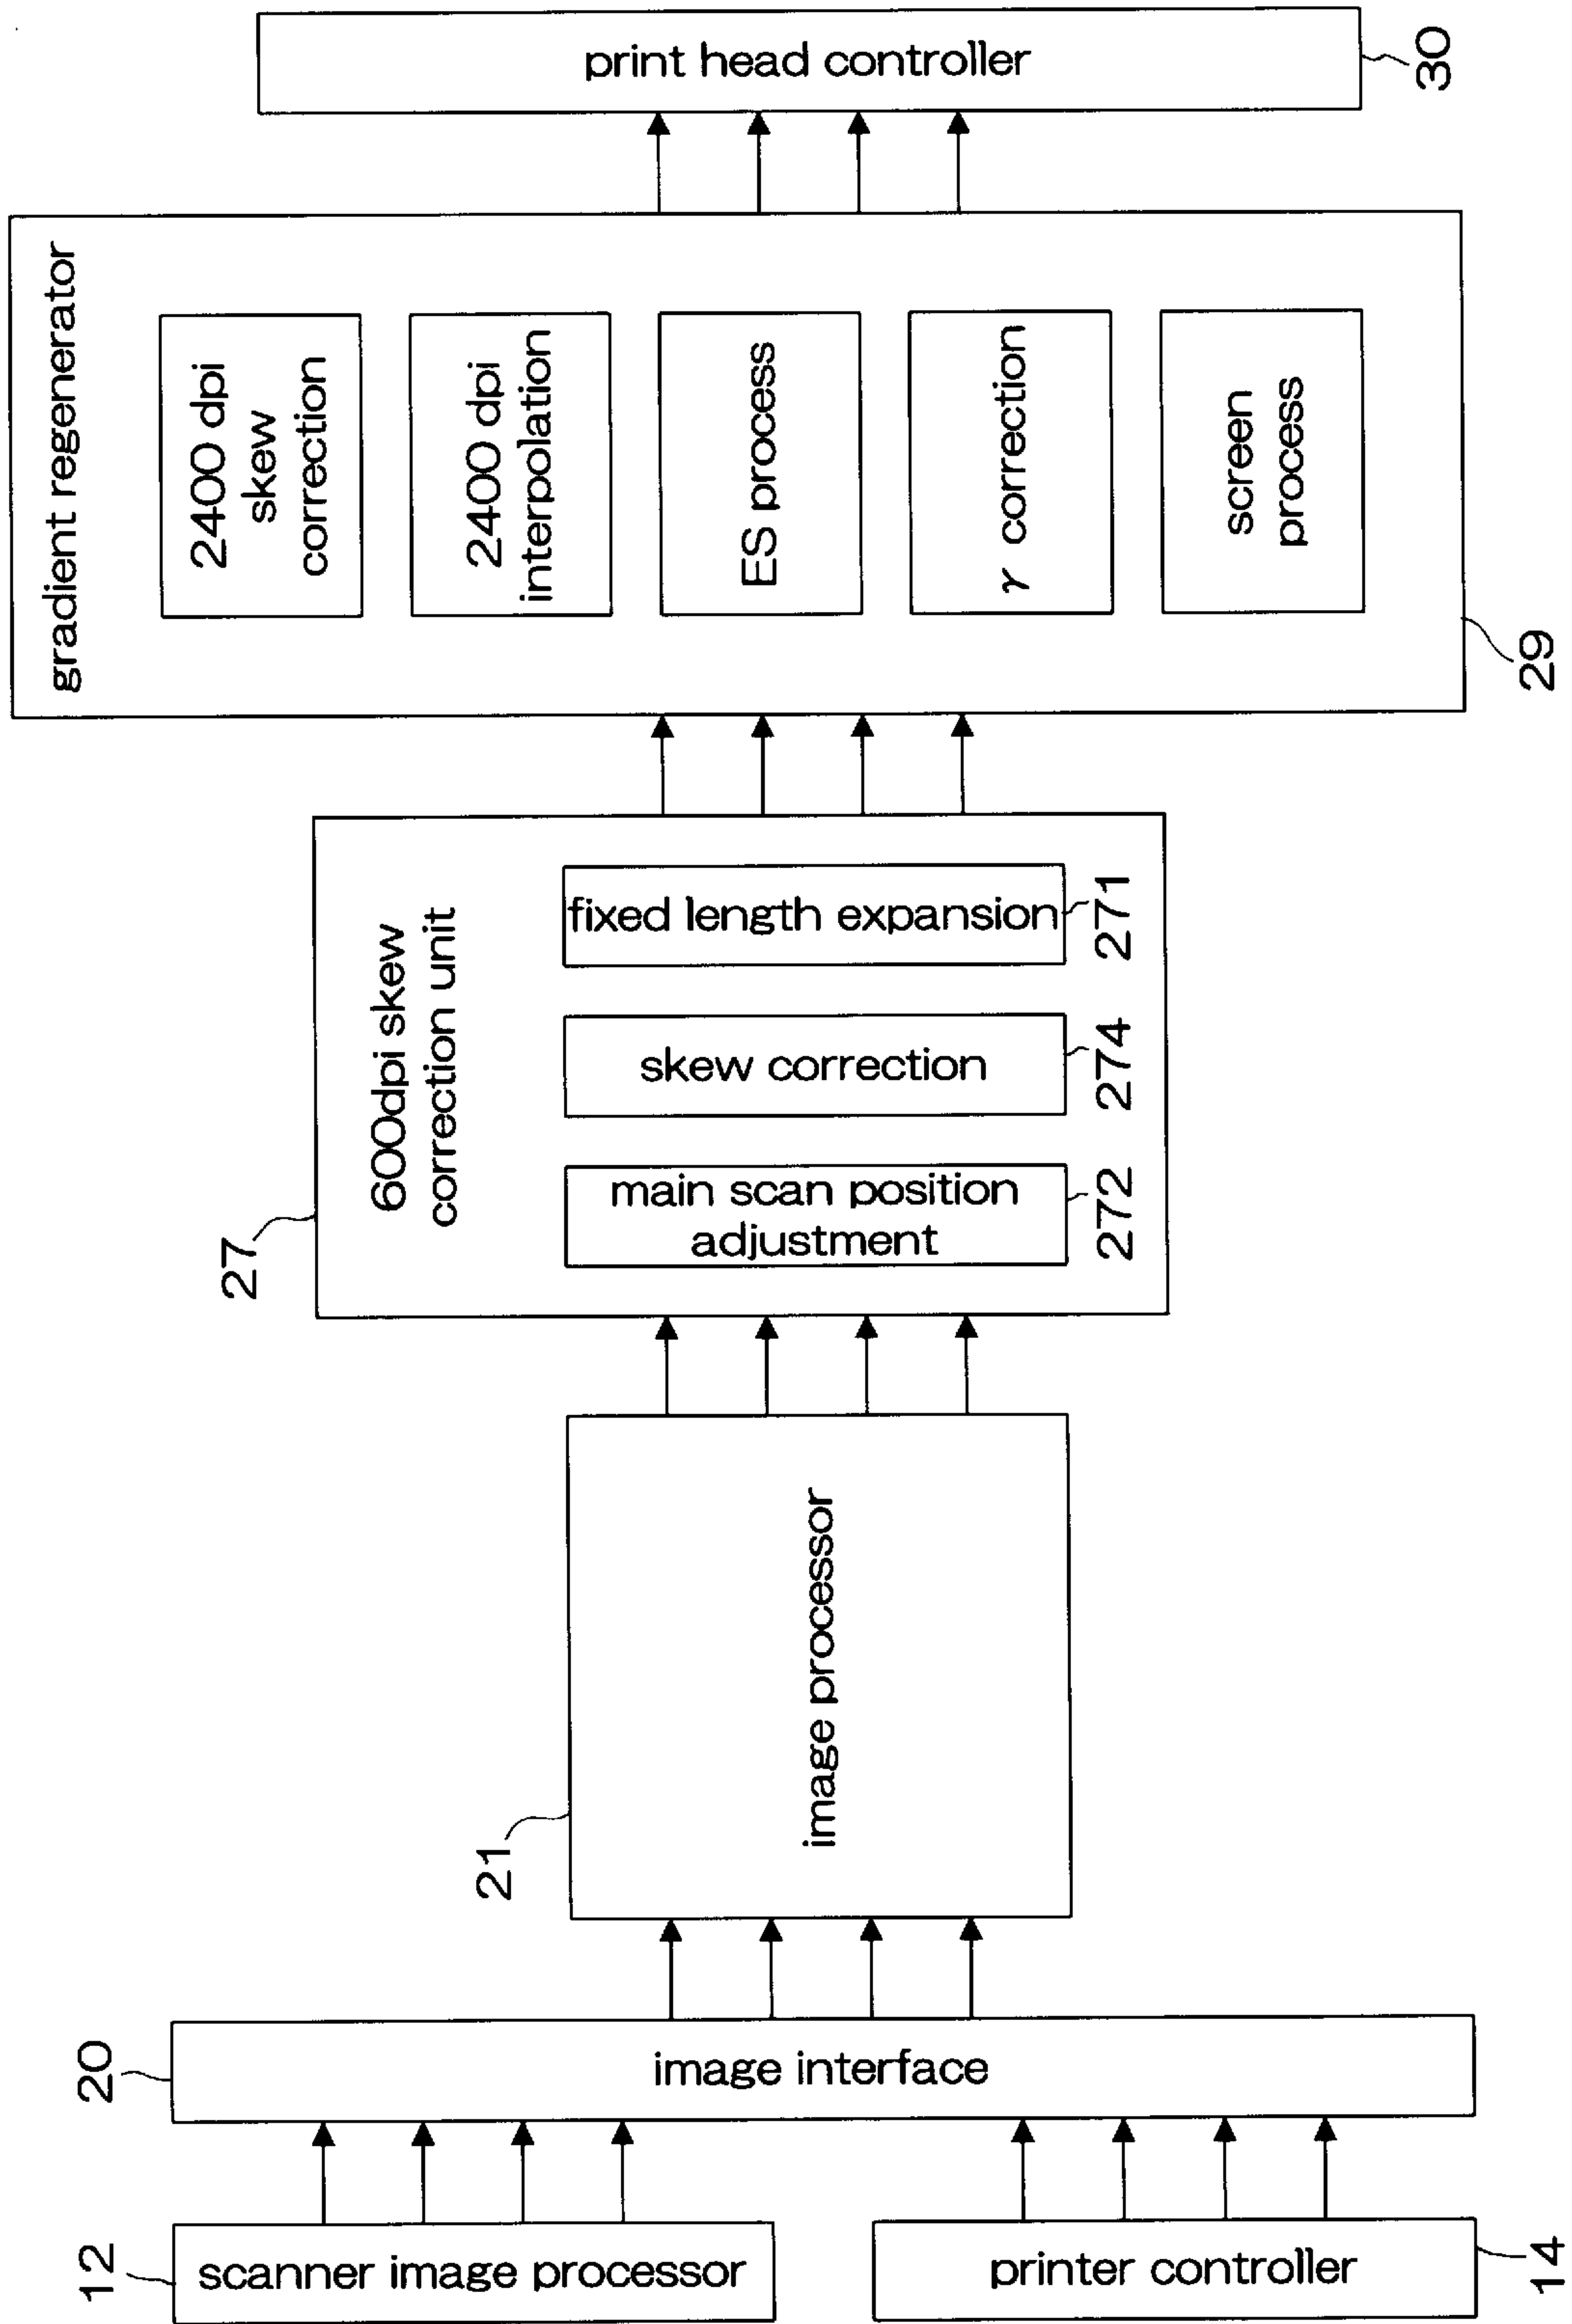 print head controller
30
gradient regenerator
2400 dpi
skew
correction
2400 dpi
interpolation
ES process
γ correction
screen
process
29
27
600dpi skew
correction unit
fixed length expansion
271
skew correction
274
main scan position
adjustment
272
21
image processor
20
image interface
12
scanner image processor
printer controller
14